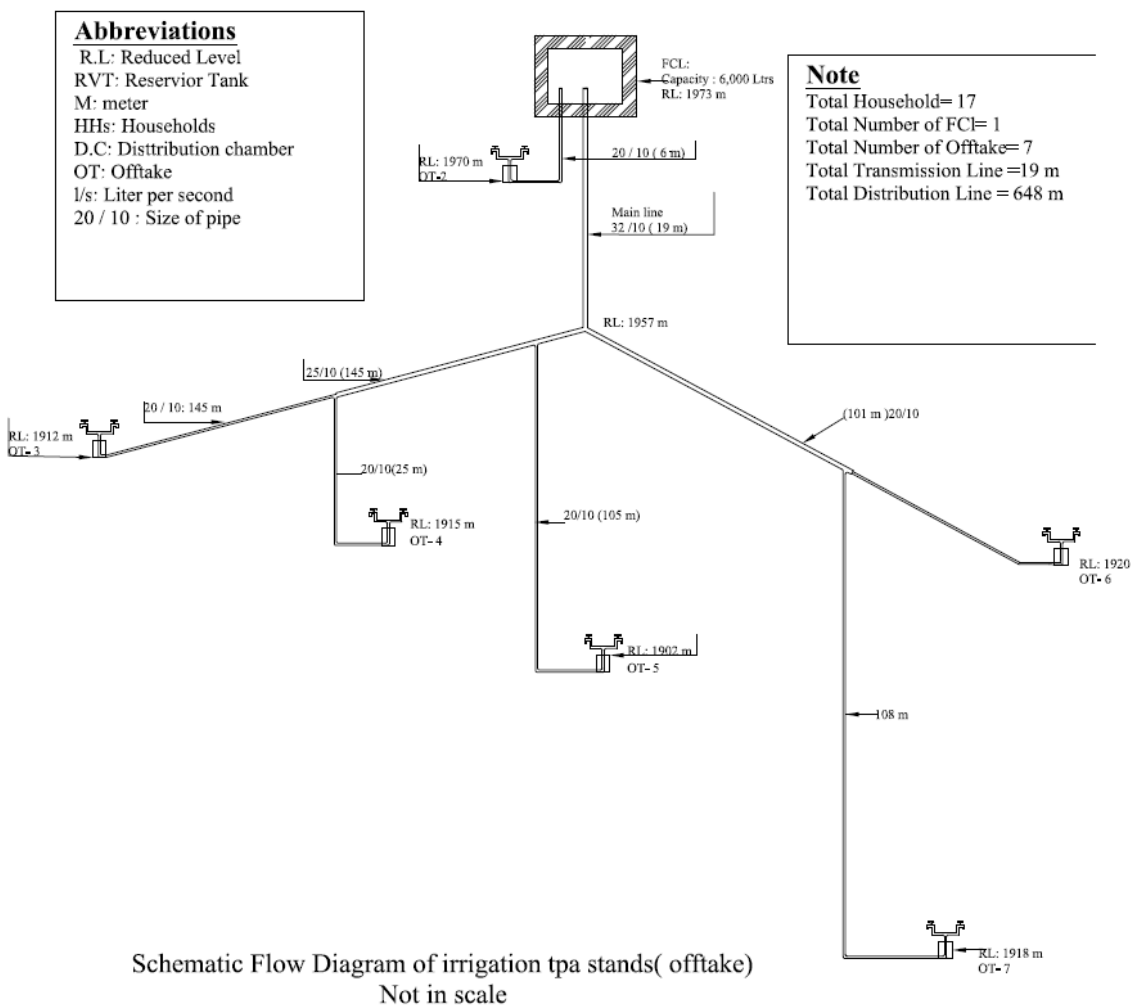 Abbreviations
R.L: Reduced Level
RVT: Reservior Tank
M: meter
HHs: Households
D.C: Disttribution chamber
OT: Offtake
l/s: Liter per second
20 / 10 : Size of pipe
FCL:
Capacity : 6,000 Ltrs
RL: 1973 m
Note
Total Household= 17
Total Number of FCl= 1
Total Number of Offtake= 7
Total Transmission Line =19 m
Total Distribution Line = 648 m
RL: 1970 m
OT-2
20 / 10 ( 6 m)
Main line
32 /10 ( 19 m)
RL: 1957 m
25/10 (145 m)
20 / 10: 145 m
RL: 1912 m
OT- 3
(101 m )20/10
20/10(25 m)
RL: 1915 m
OT- 4
20/10 (105 m)
RL: 1920
OT- 6
RL: 1902 m
OT- 5
108 m
RL: 1918 m
OT- 7
Schematic Flow Diagram of irrigation tpa stands( offtake)
Not in scale